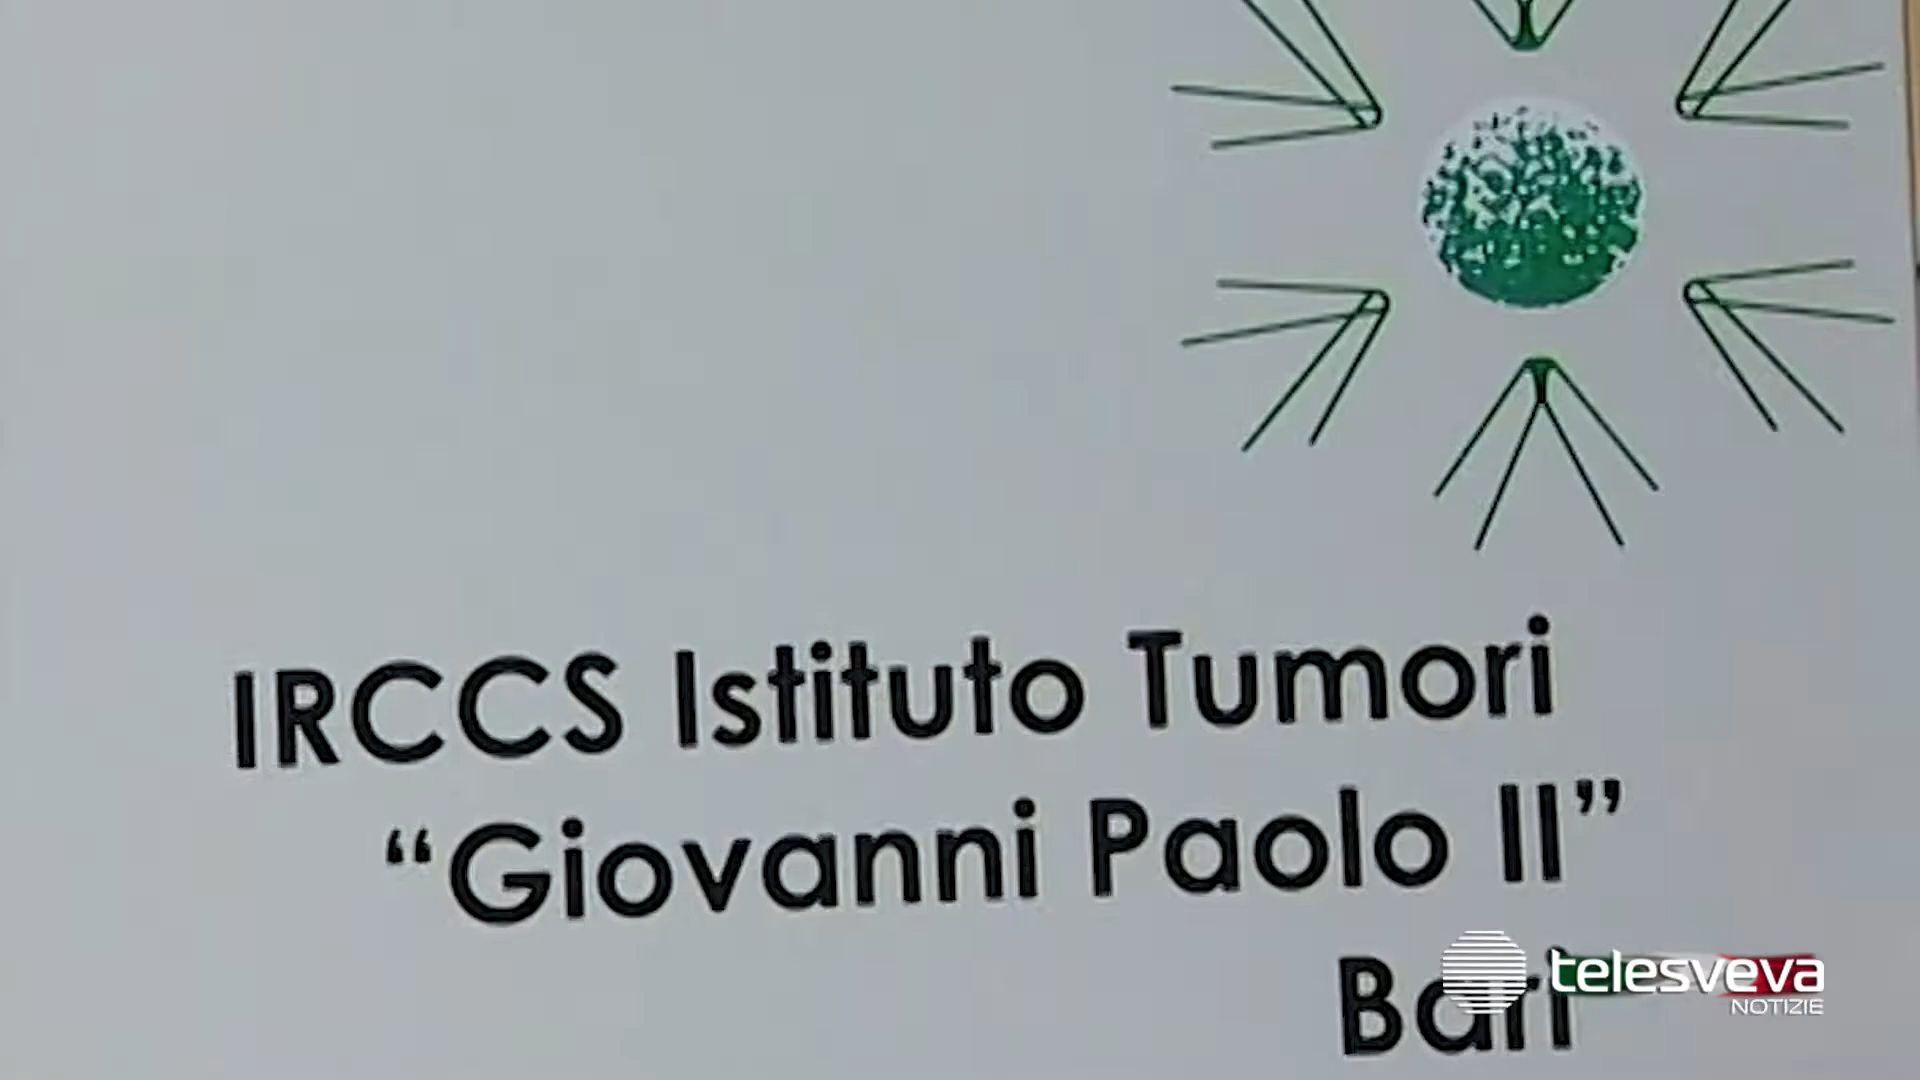 IRCCS Istituto Tumori
“Giovanni Paolo II”
Bari
telesveva
NOTIZIE